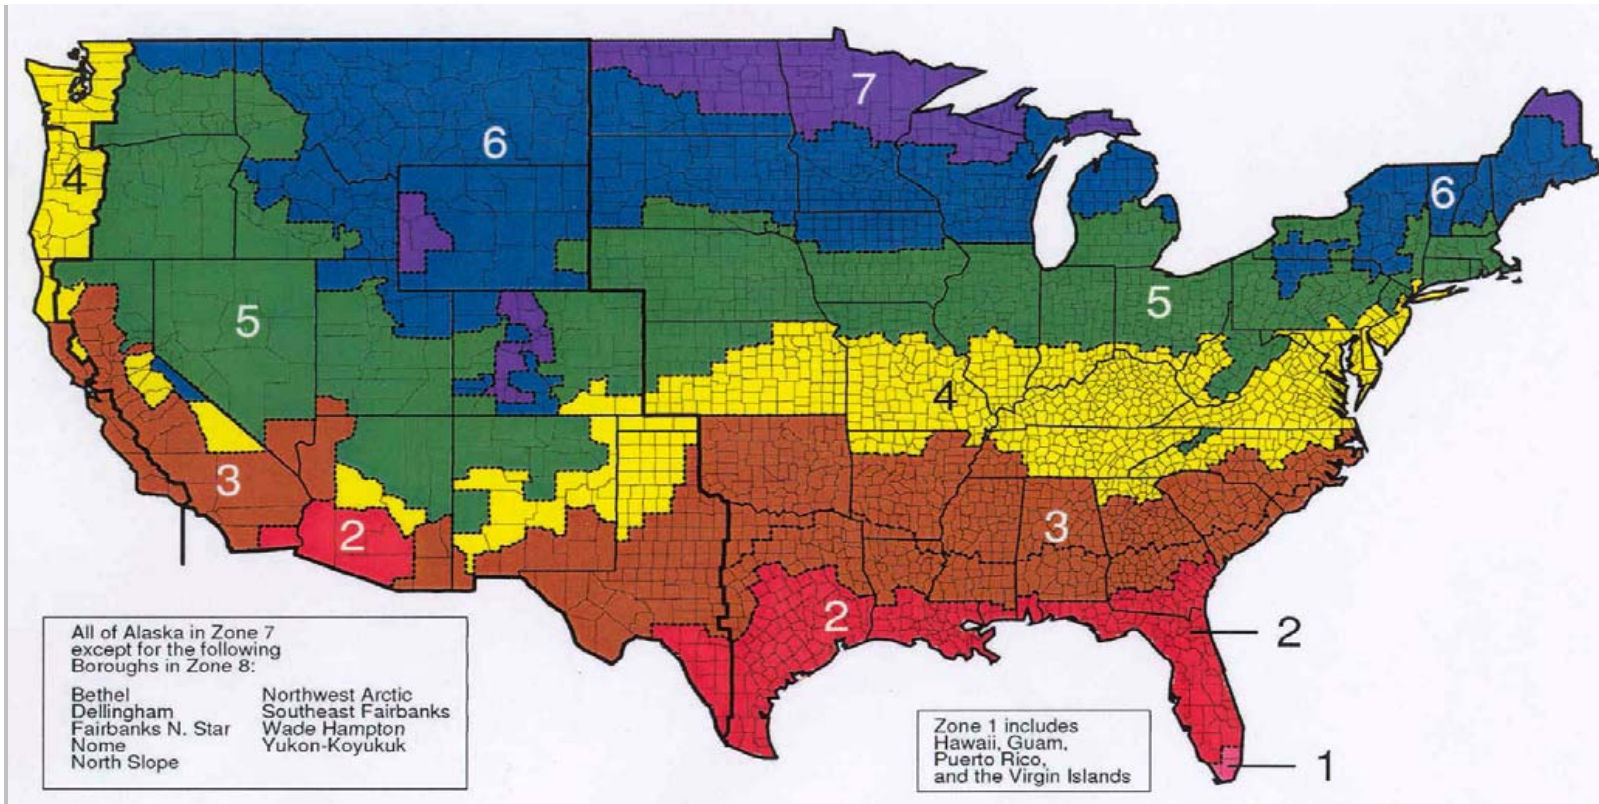 7
6
4
6
5
5
4
3
3
2
2
2
1
All of Alaska in Zone 7
except for the following
Boroughs in Zone 8:
Bethel
Dellingham
Fairbanks N. Star
Nome
North Slope
Northwest Arctic
Southeast Fairbanks
Wade Hampton
Yukon-Koyukuk
Zone 1 includes
Hawaii, Guam,
Puerto Rico,
and the Virgin Islands